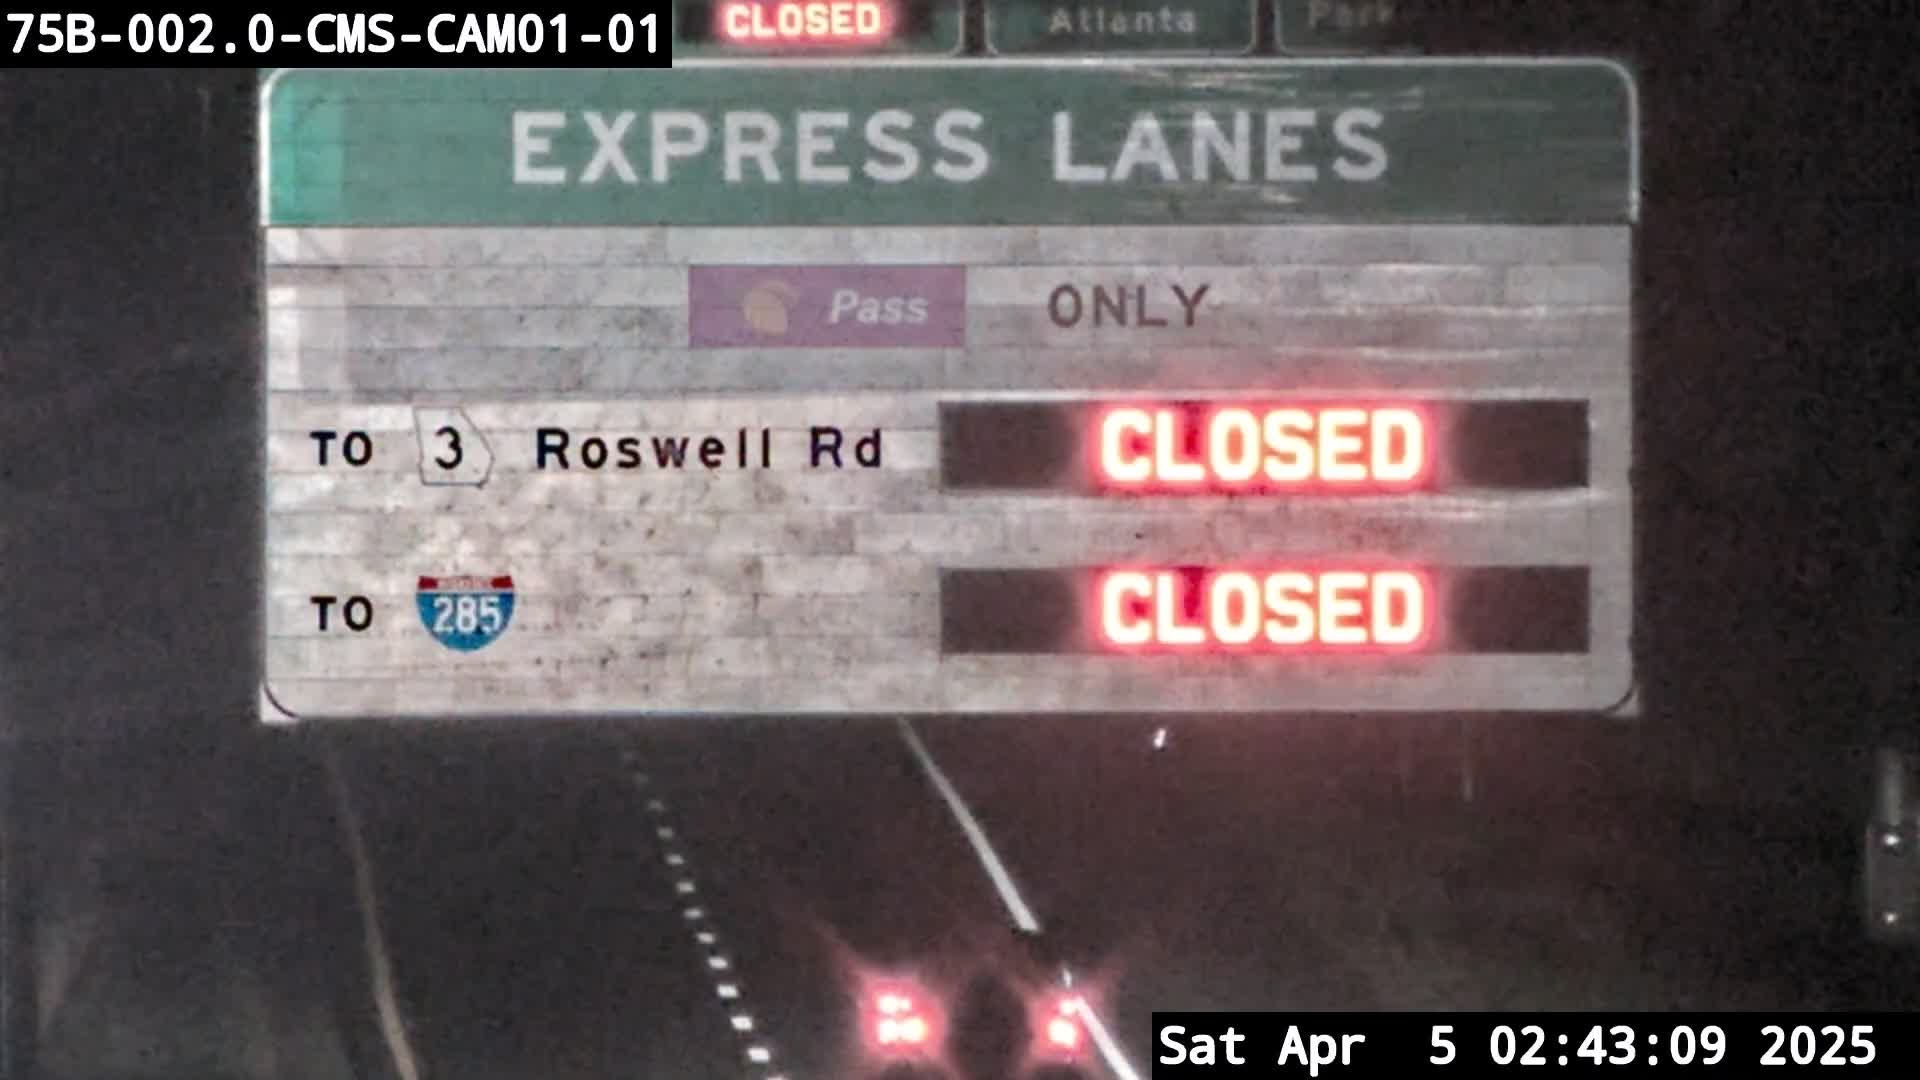 75B-002.0-CMS-CAM01-01
CLOSED
Atlanta
Park
EXPRESS LANES
Pass ONLY
TO 3 Roswell Rd CLOSED
TO 285 CLOSED
Sat Apr 5 02:43:09 2025